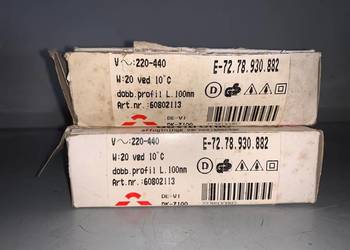 V~:220-440
E-72.78.930.882
W:20 ved 10°C
dobb.profil L.100mm
Art.nr.:60802113
D
GS
DE-VI
DK-7100
V~:220-440
E-72.78.930.882
W:20 ved 10°C
dobb.profil L.100mm
Art.nr.:60802113
D
GS
DE-VI
DK-7100